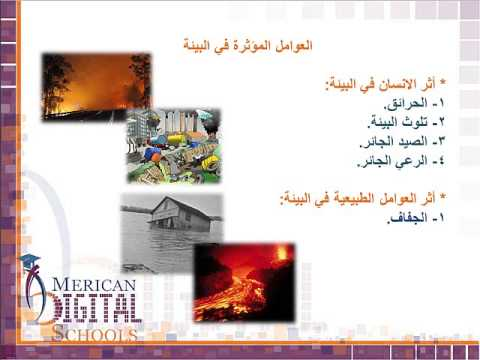 العوامل المؤثرة في البيئة
* أثر الانسان في البيئة:
١- الحرائق.
٢- تلوث البيئة.
٣- الصيد الجائر.
٤- الرعي الجائر.
* أثر العوامل الطبيعية في البيئة:
١- الجفاف.
MERICAN
DIGITAL
SCHOOLS